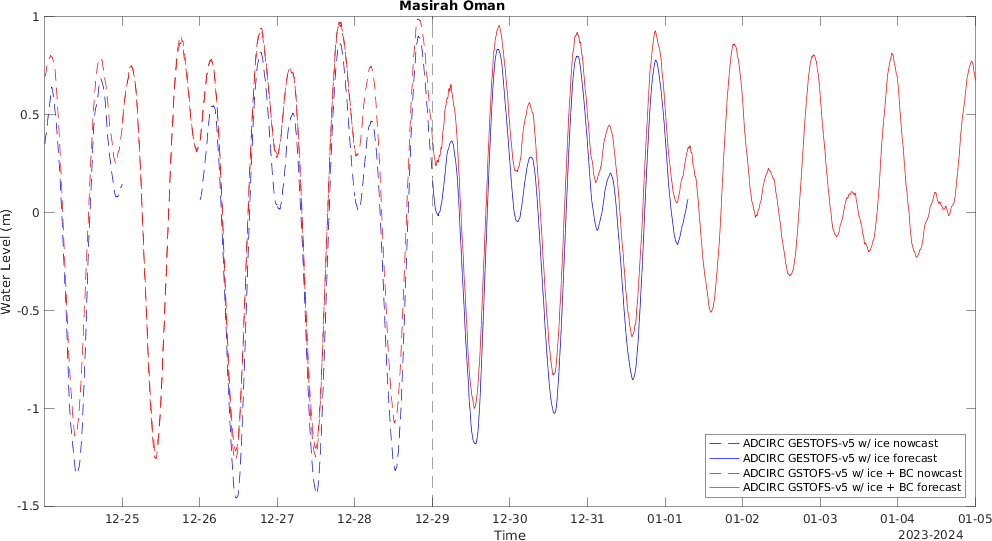 Masirah Oman
1
0.5
0
-0.5
-1
-1.5
Water Level (m)
ADCIRC GESTOFS-v5 w/ ice nowcast
ADCIRC GESTOFS-v5 w/ ice forecast
ADCIRC GSTOFS-v5 w/ ice + BC nowcast
ADCIRC GSTOFS-v5 w/ ice + BC forecast
12-25 12-26 12-27 12-28 12-29 12-30 12-31 01-01 01-02 01-03 01-04 01-05
Time
2023-2024